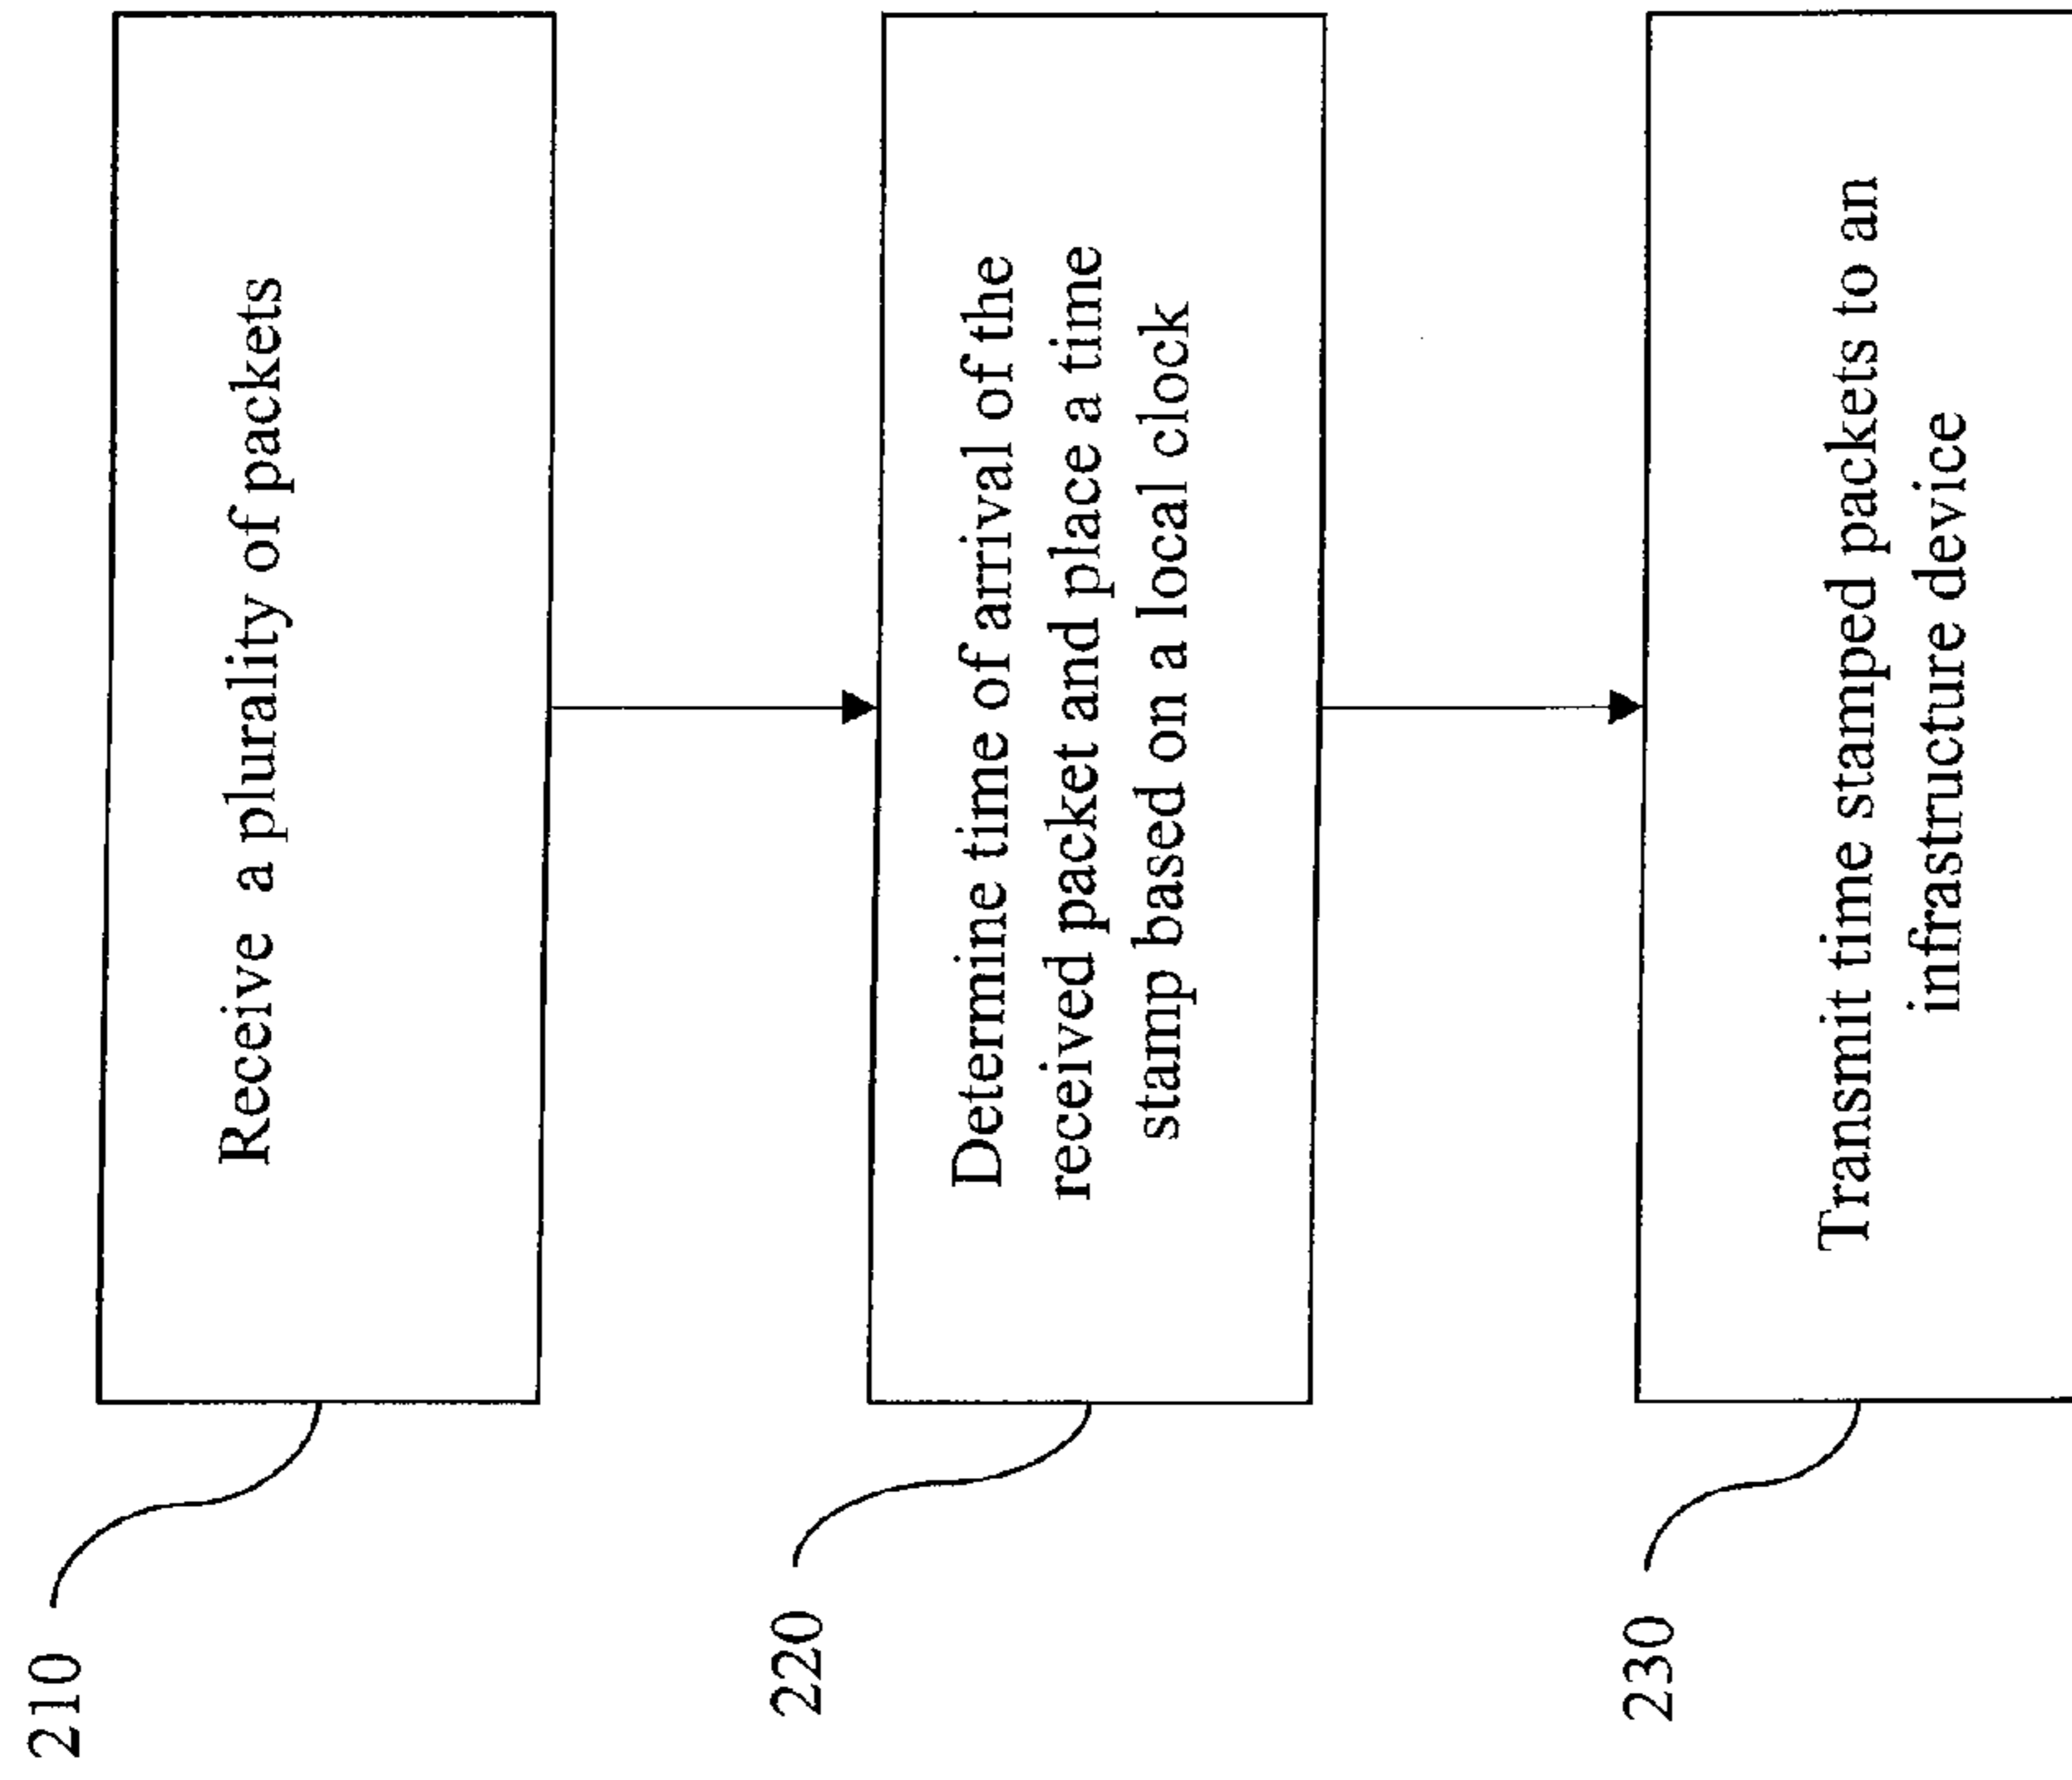 210
Receive a plurality of packets
220
Determine time of arrival of the
received packet and place a time
stamp based on a local clock
230
Transmit time stamped packets to an
infrastructure device